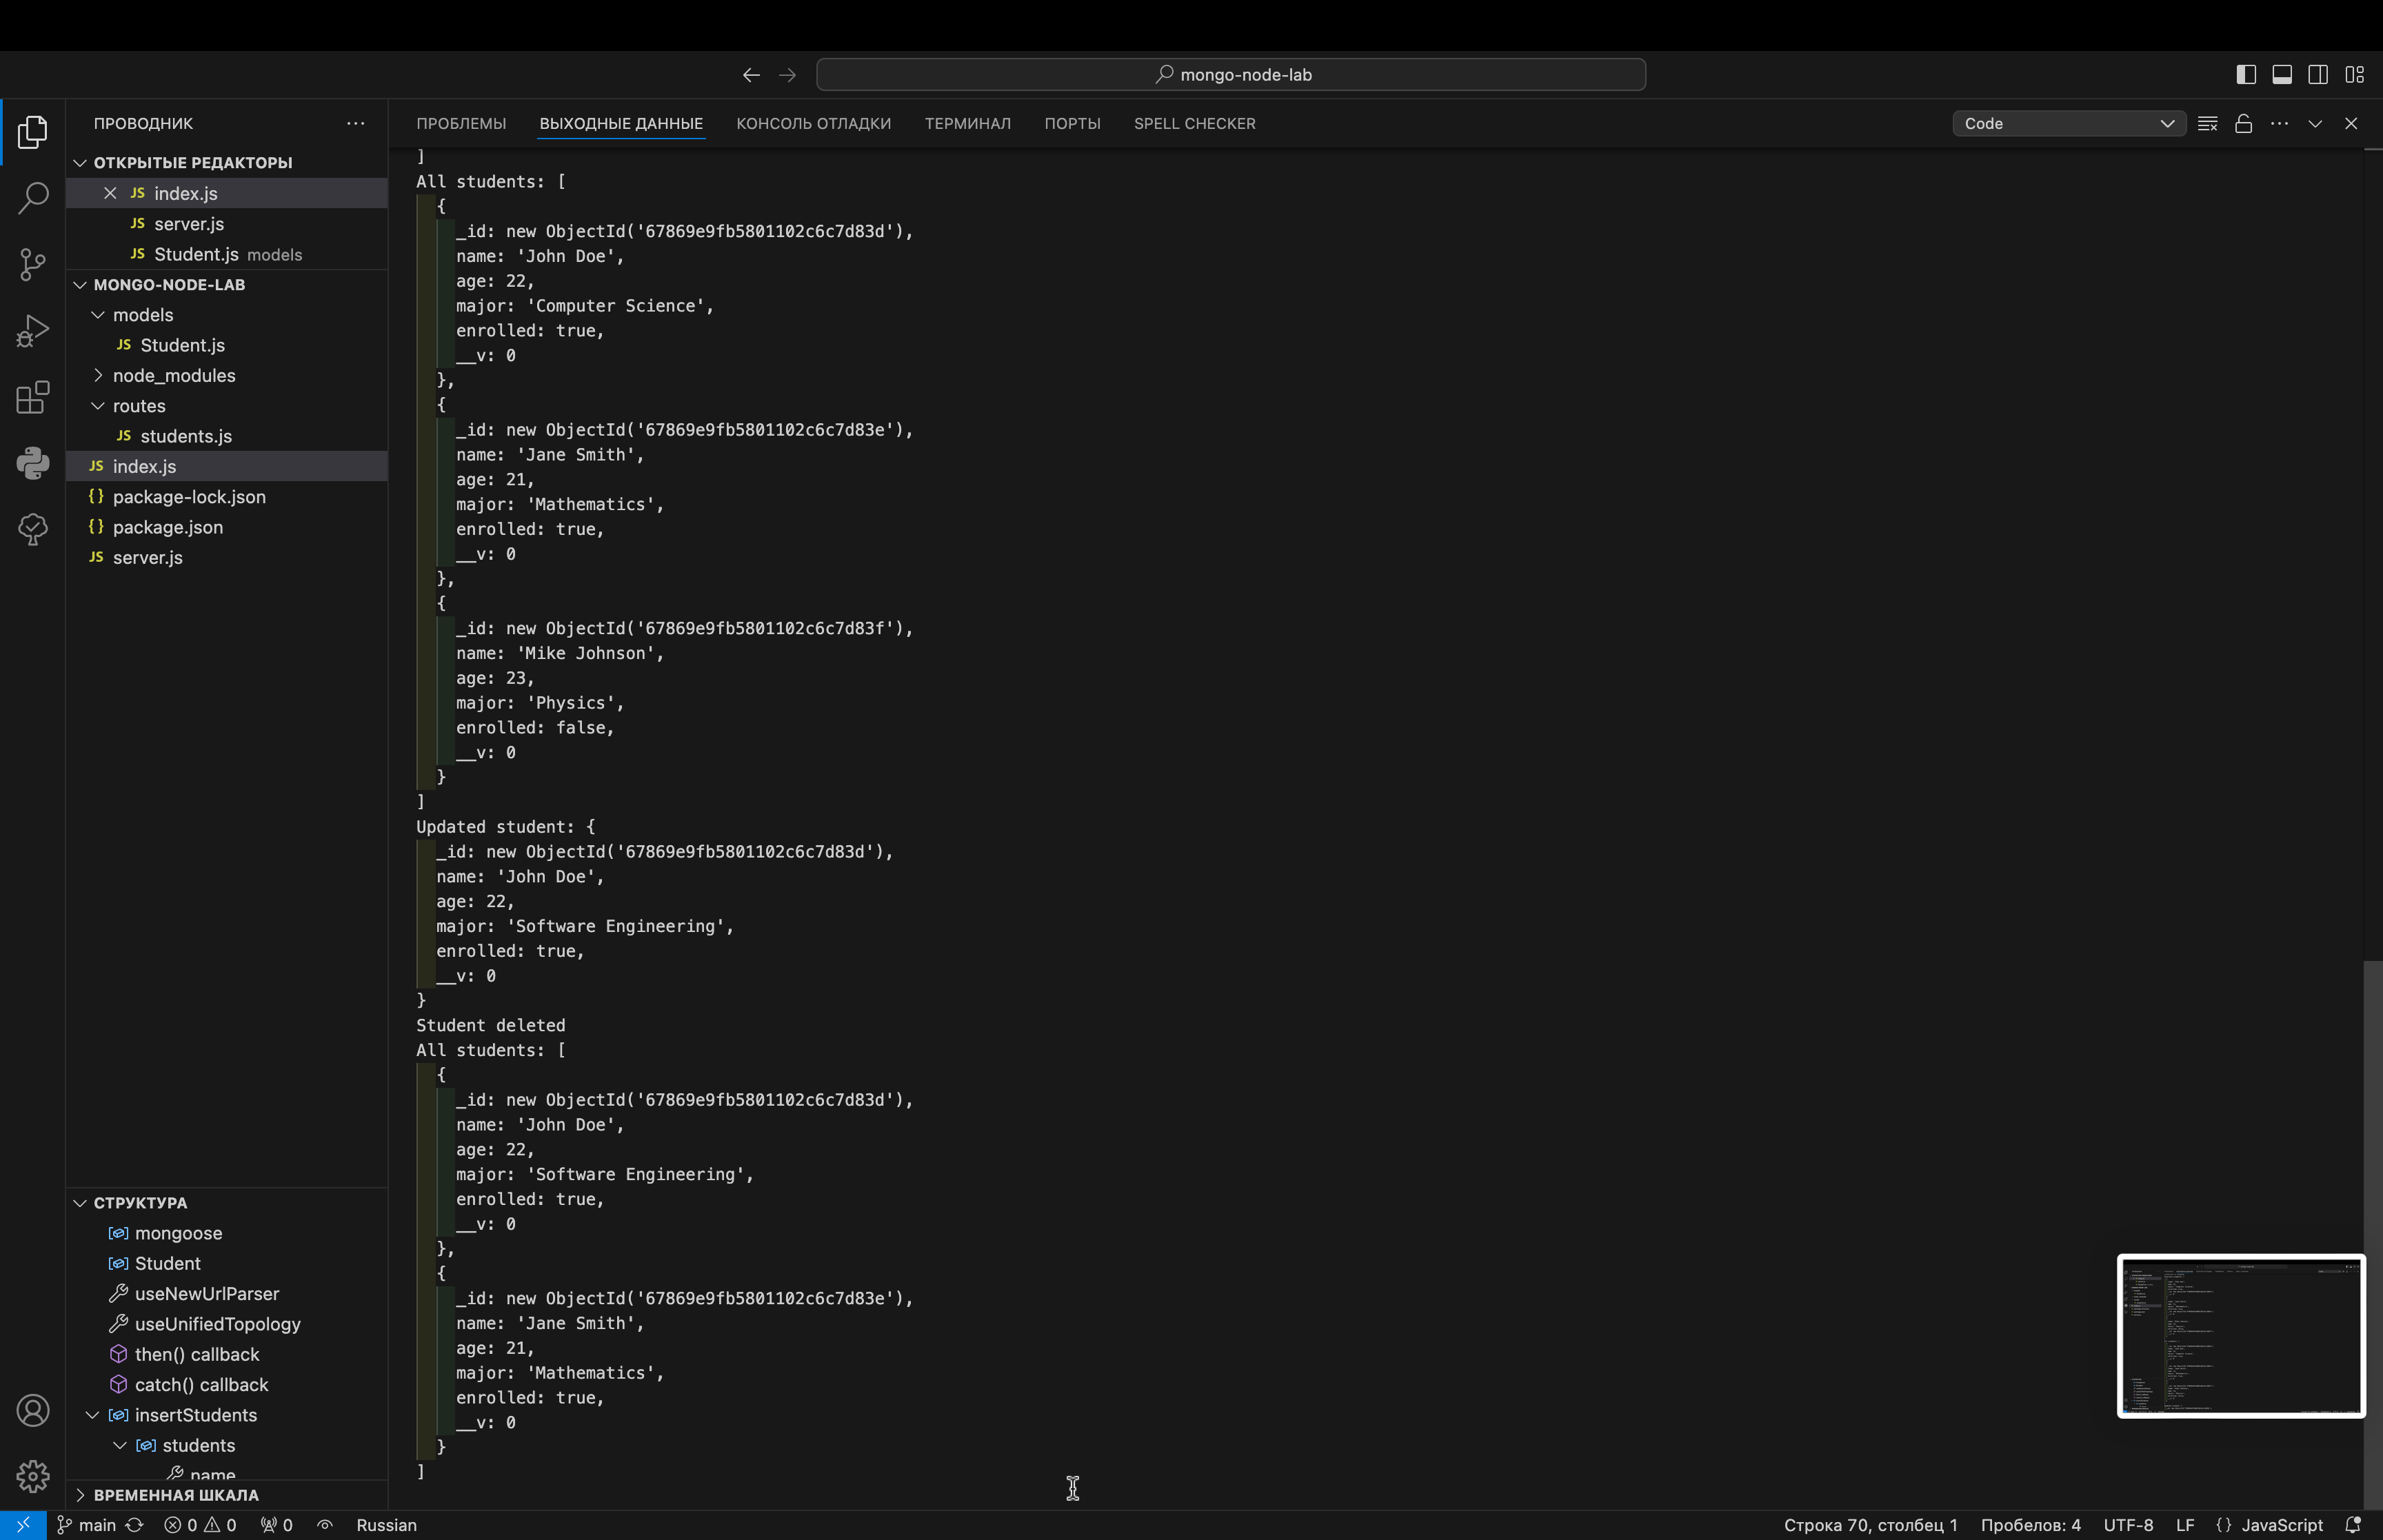 mongo-node-lab
ПРОВОДНИК
ОТКРЫТЫЕ РЕДАКТОРЫ
JS index.js
JS server.js
JS Student.js models
MONGO-NODE-LAB
models
JS Student.js
node_modules
routes
JS students.js
JS index.js
{} package-lock.json
{} package.json
JS server.js
СТРУКТУРА
mongoose
Student
useNewUrlParser
useUnifiedTopology
then() callback
catch() callback
insertStudents
students
name
ВРЕМЕННАЯ ШКАЛА
ПРОБЛЕМЫ ВЫХОДНЫЕ ДАННЫЕ КОНСОЛЬ ОТЛАДКИ ТЕРМИНАЛ ПОРТЫ SPELL CHECKER Code
]
All students: [
{
_id: new ObjectId('67869e9fb5801102c6c7d83d'),
name: 'John Doe',
age: 22,
major: 'Computer Science',
enrolled: true,
__v: 0
},
{
_id: new ObjectId('67869e9fb5801102c6c7d83e'),
name: 'Jane Smith',
age: 21,
major: 'Mathematics',
enrolled: true,
__v: 0
},
{
_id: new ObjectId('67869e9fb5801102c6c7d83f'),
name: 'Mike Johnson',
age: 23,
major: 'Physics',
enrolled: false,
__v: 0
}
]
Updated student: {
_id: new ObjectId('67869e9fb5801102c6c7d83d'),
name: 'John Doe',
age: 22,
major: 'Software Engineering',
enrolled: true,
__v: 0
}
Student deleted
All students: [
{
_id: new ObjectId('67869e9fb5801102c6c7d83d'),
name: 'John Doe',
age: 22,
major: 'Software Engineering',
enrolled: true,
__v: 0
},
{
_id: new ObjectId('67869e9fb5801102c6c7d83e'),
name: 'Jane Smith',
age: 21,
major: 'Mathematics',
enrolled: true,
__v: 0
}
]
main 0 0 0 Russian Строка 70, столбец 1 Пробелов: 4 UTF-8 LF {} JavaScript